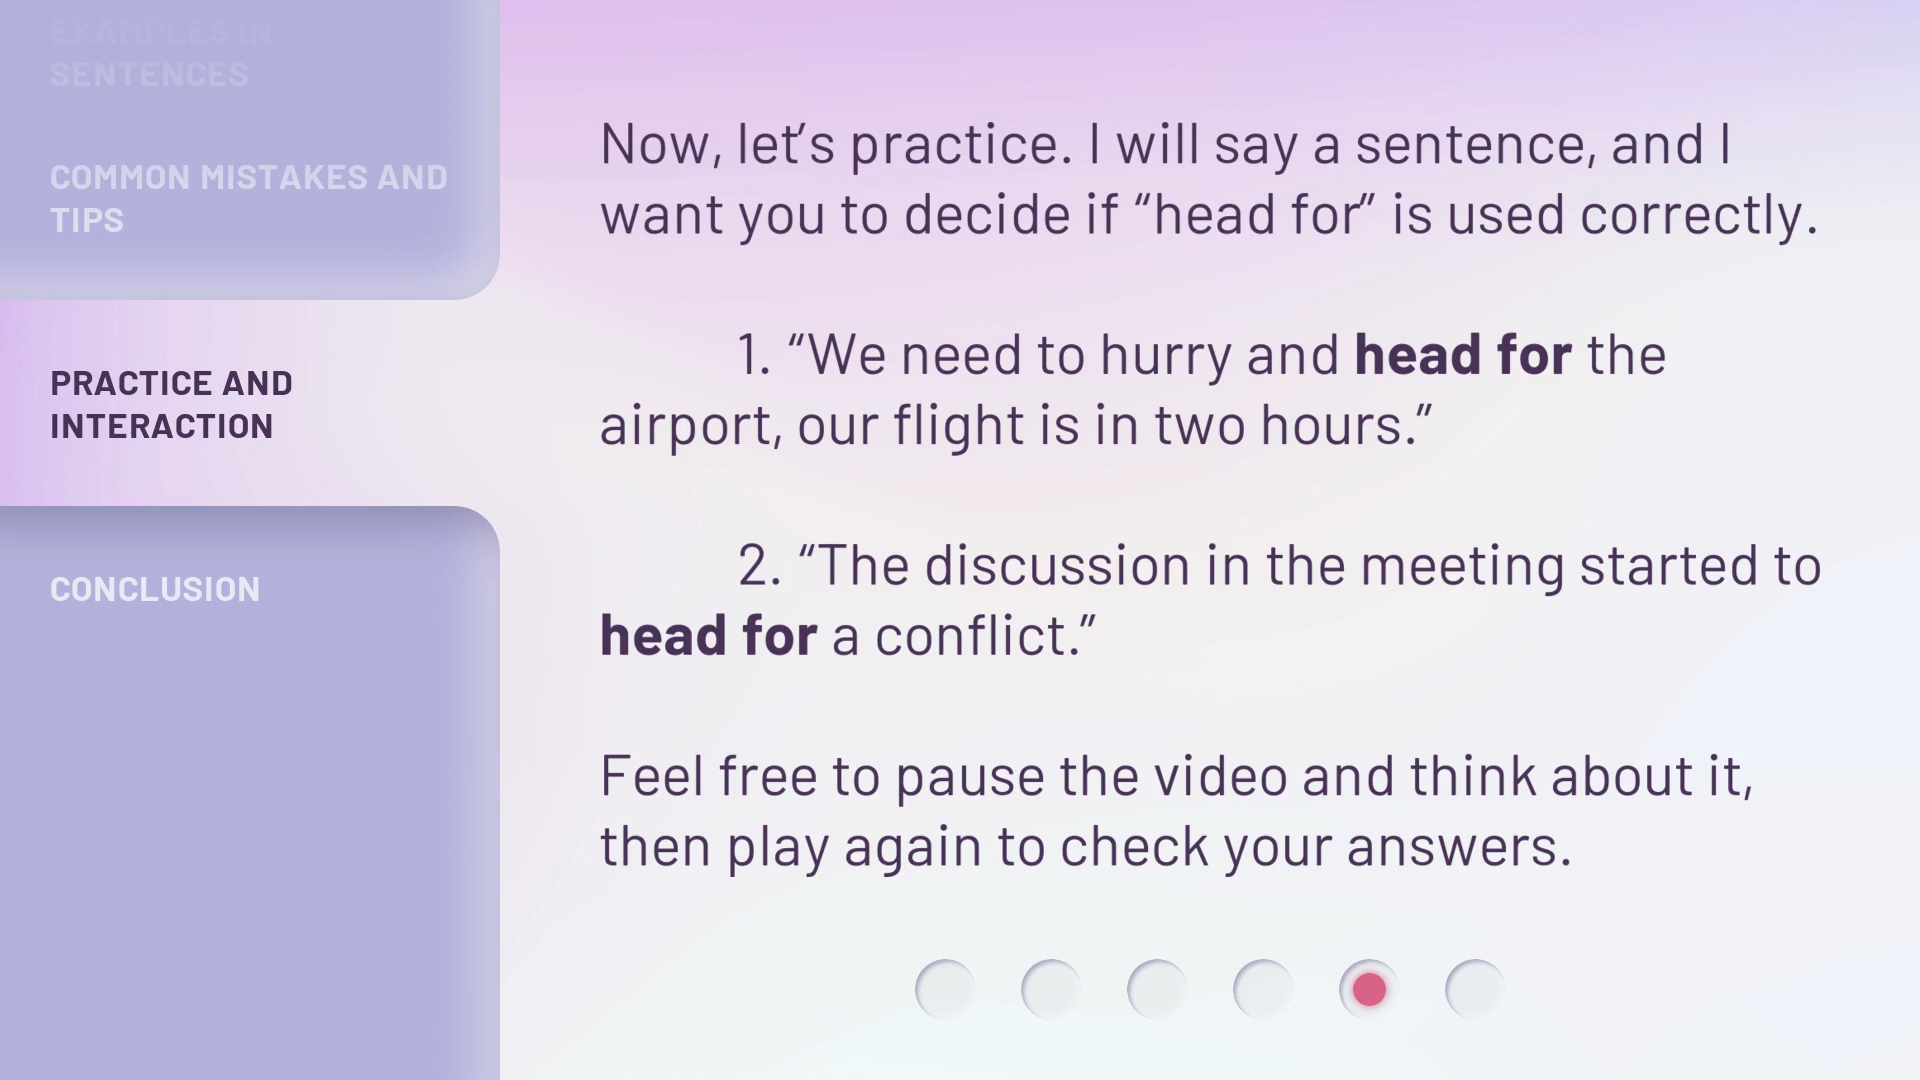 EXAMPLES IN
SENTENCES
COMMON MISTAKES AND
TIPS
PRACTICE AND
INTERACTION
CONCLUSION
Now, let’s practice. I will say a sentence, and I
want you to decide if “head for” is used correctly.
1. “We need to hurry and head for the
airport, our flight is in two hours.”
2. “The discussion in the meeting started to
head for a conflict.”
Feel free to pause the video and think about it,
then play again to check your answers.